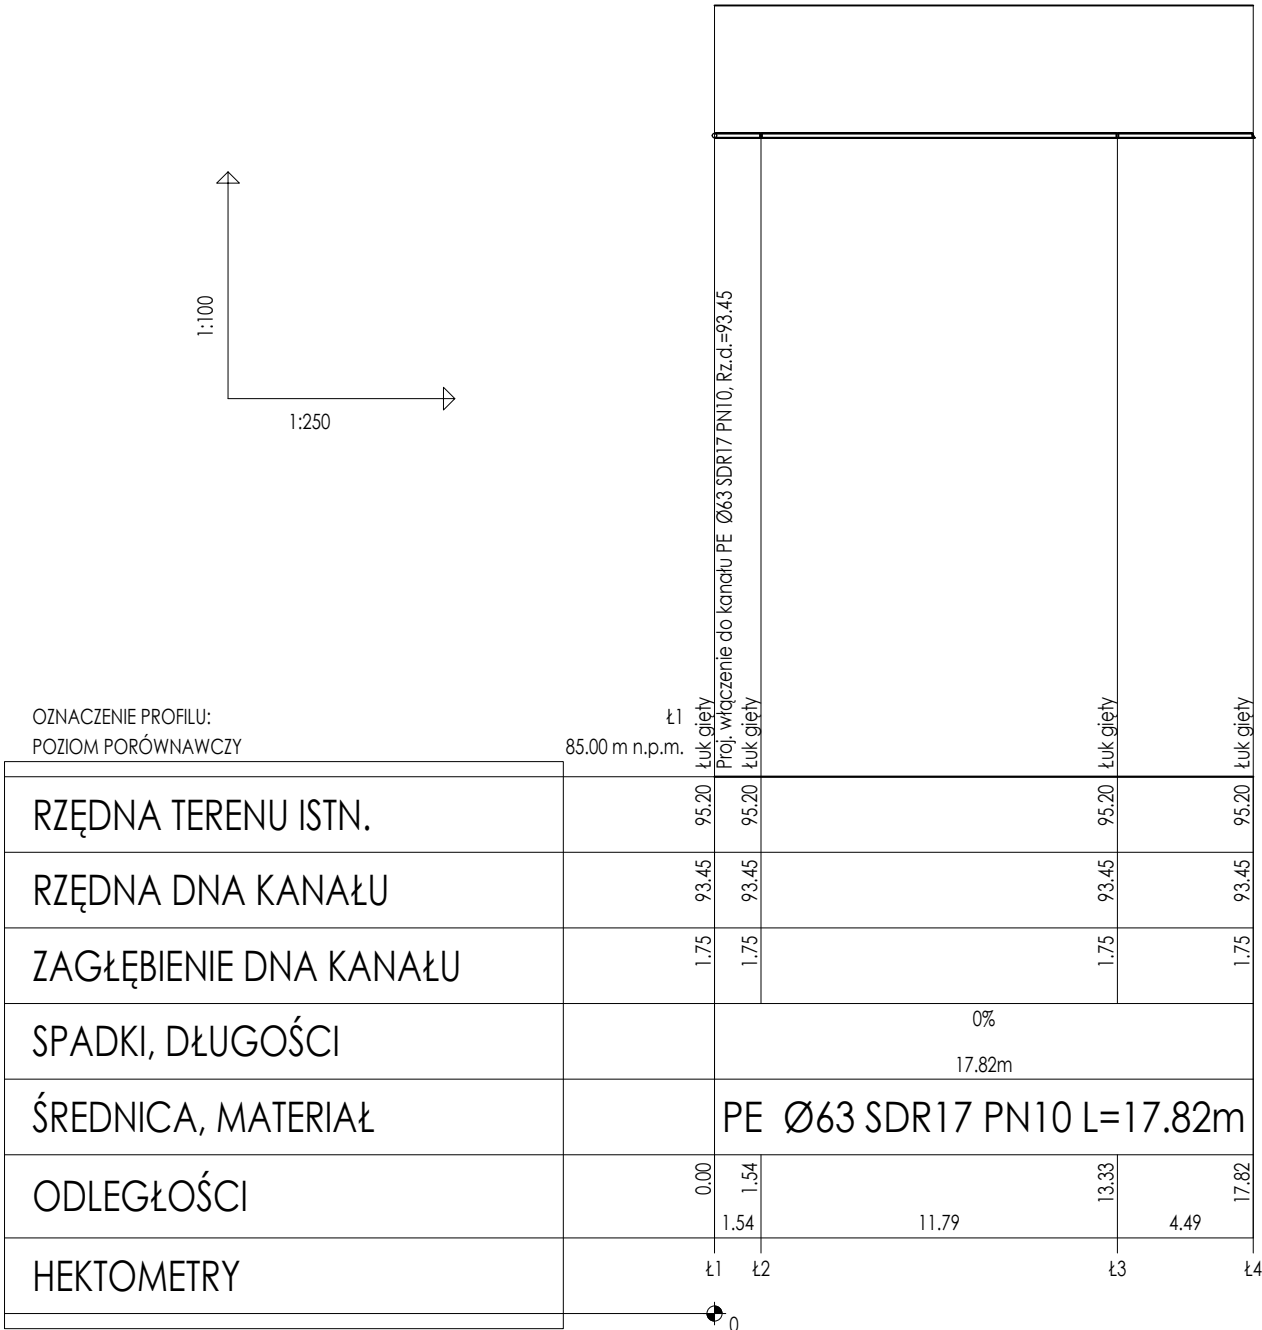 1:100
1:250
Proj. włączenie do kanału PE Ø63 SDR17 PN10, Rz.d.=93.45
OZNACZENIE PROFILU: Ł1
POZIOM PORÓWNAWCZY 85.00 m n.p.m.
Łuk gięty Łuk gięty Łuk gięty Łuk gięty
RZĘDNA TERENU ISTN. 95.20 95.20 95.20 95.20
RZĘDNA DNA KANAŁU 93.45 93.45 93.45 93.45
ZAGŁĘBIENIE DNA KANAŁU 1.75 1.75 1.75 1.75
0%
SPADKI, DŁUGOŚCI
17.82m
ŚREDNICA, MATERIAŁ PE Ø63 SDR17 PN10 L=17.82m
0.00 1.54 13.33 17.82
ODLEGŁOŚCI
1.54 11.79 4.49
Ł1 Ł2 Ł3 Ł4
HEKTOMETRY
0